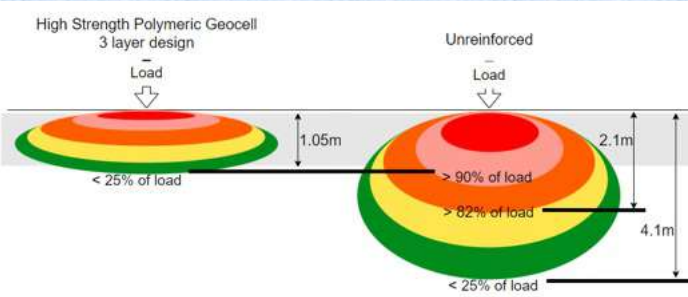 High Strength Polymeric Geocell
3 layer design
–
Load
Unreinforced
–
Load
1.05m
2.1m
< 25% of load
> 90% of load
> 82% of load
4.1m
< 25% of load